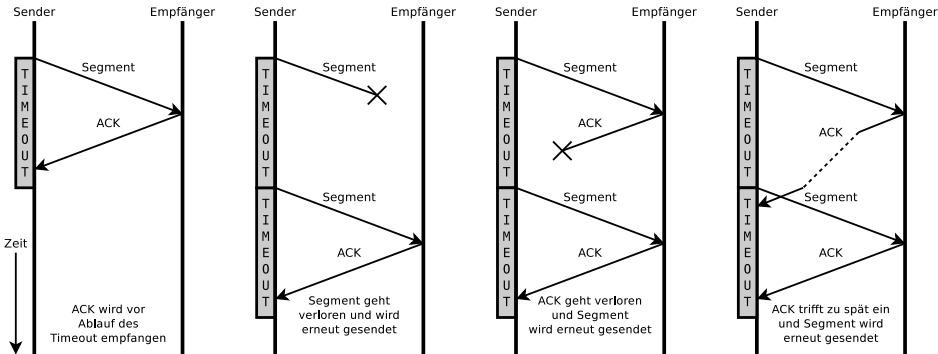 Sender
Empfänger
Segment
TIMEOUT
ACK
Zeit
ACK wird vor
Ablauf des
Timeout empfangen
Sender
Empfänger
Segment
TIMEOUT
Segment
TIMEOUT
ACK
Segment geht
verloren und wird
erneut gesendet
Sender
Empfänger
Segment
TIMEOUT
ACK
Segment
TIMEOUT
ACK
ACK geht verloren
und Segment
wird erneut gesendet
Sender
Empfänger
Segment
TIMEOUT
ACK
Segment
TIMEOUT
ACK
ACK trifft zu spät ein
und Segment wird
erneut gesendet